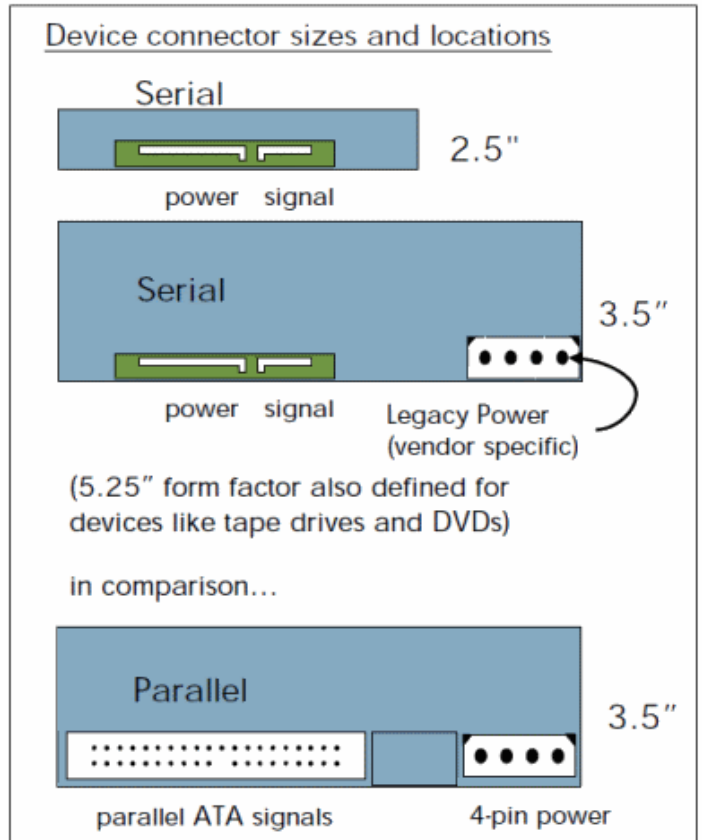 Device connector sizes and locations
Serial
2.5"
power signal
Serial
3.5"
power signal
Legacy Power
(vendor specific)
(5.25" form factor also defined for
devices like tape drives and DVDs)
in comparison...
Parallel
3.5"
parallel ATA signals
4-pin power